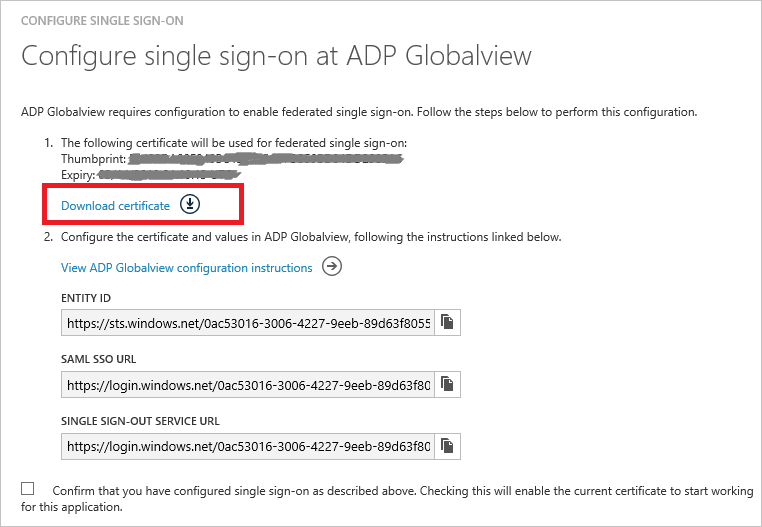 CONFIGURE SINGLE SIGN-ON
Configure single sign-on at ADP Globalview
ADP Globalview requires configuration to enable federated single sign-on. Follow the steps below to perform this configuration.
1. The following certificate will be used for federated single sign-on:
Thumbprint:
Expiry:
Download certificate
2. Configure the certificate and values in ADP Globalview, following the instructions linked below.
View ADP Globalview configuration instructions
ENTITY ID
https://sts.windows.net/0ac53016-3006-4227-9eeb-89d63f8055
SAML SSO URL
https://login.windows.net/0ac53016-3006-4227-9eeb-89d63f80
SINGLE SIGN-OUT SERVICE URL
https://login.windows.net/0ac53016-3006-4227-9eeb-89d63f80
Confirm that you have configured single sign-on as described above. Checking this will enable the current certificate to start working
for this application.